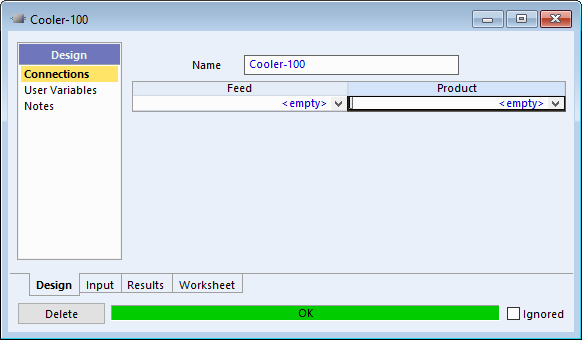 Cooler-100
Design
Connections
User Variables
Notes
Name Cooler-100
Feed Product
<empty> <empty>
Design Input Results Worksheet
Delete OK Ignored